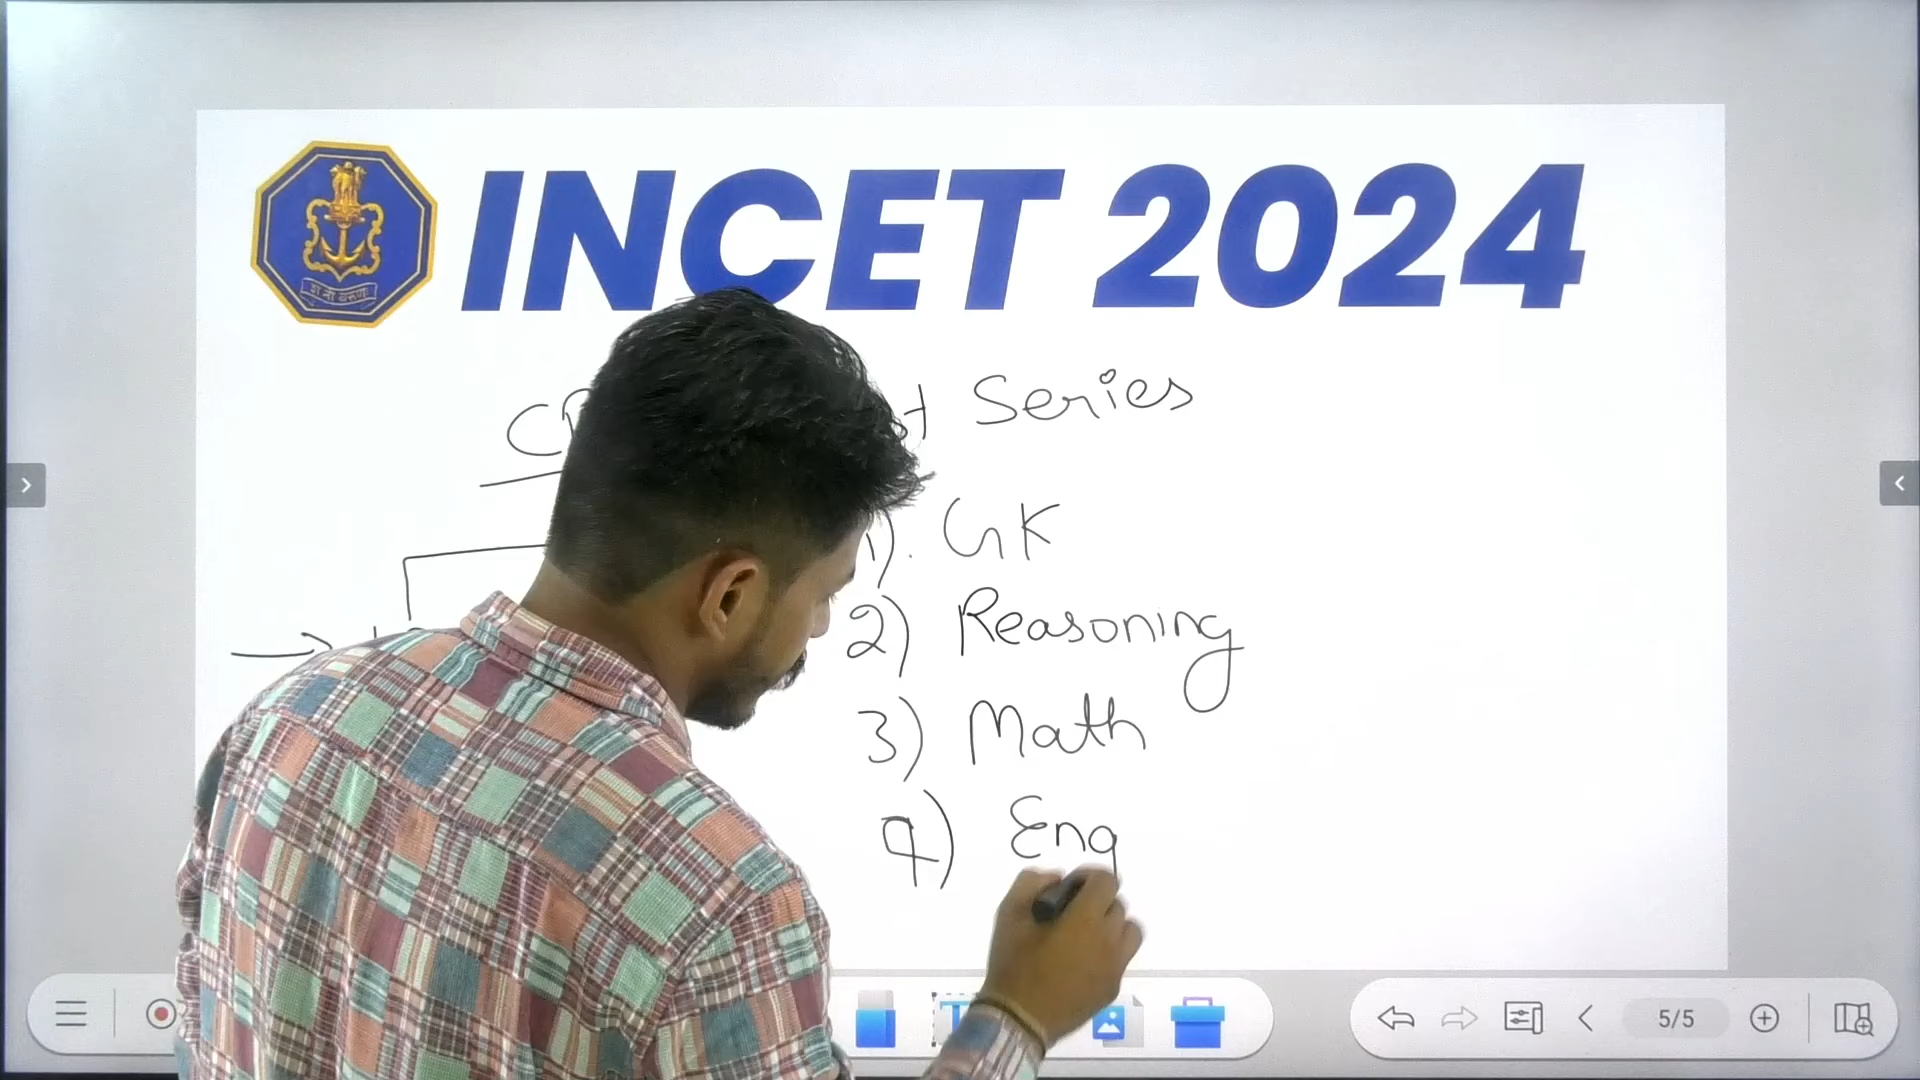 INCET 2024
Series
1). GK
2) Reasoning
3) Math
4) Eng
5/5